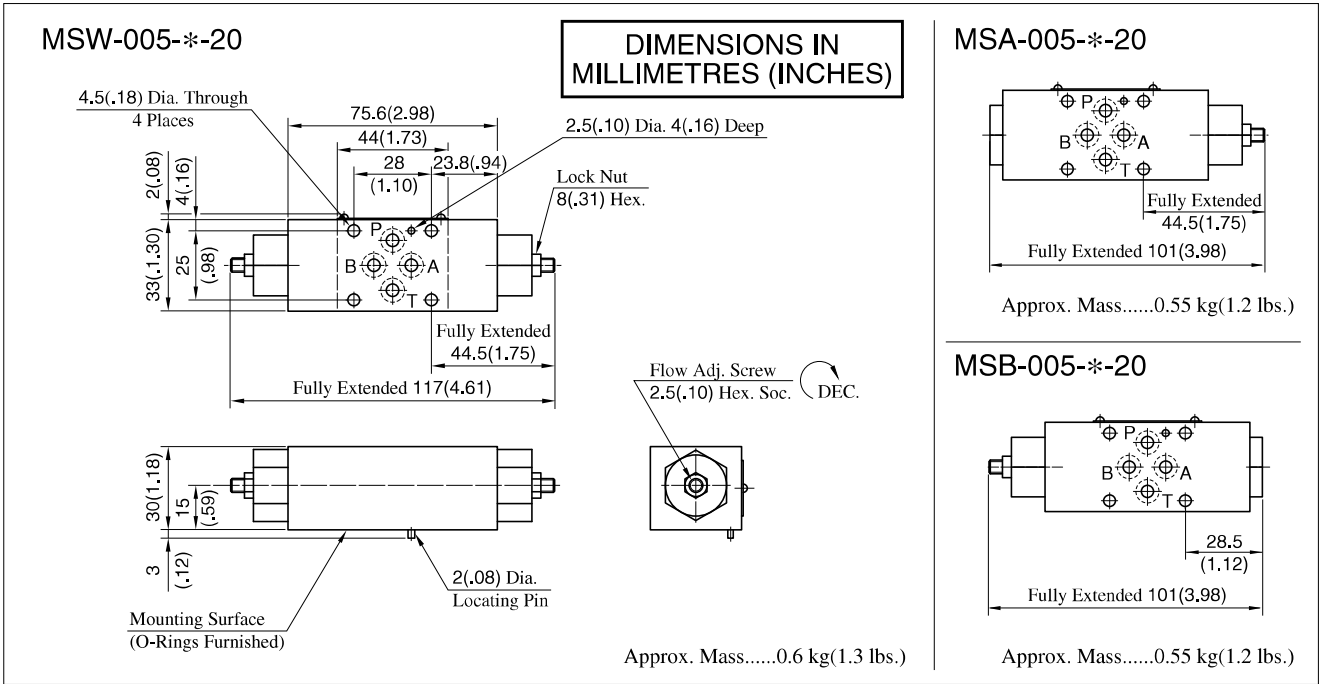 MSW-005-*-20
DIMENSIONS IN
MILLIMETRES (INCHES)
4.5(.18) Dia. Through
4 Places
75.6(2.98)
44(1.73)
28
(1.10)
23.8(.94)
2.5(.10) Dia. 4(.16) Deep
Lock Nut
8(.31) Hex.
2(.08)
4(.16)
33(.1.30)
25
(.98)
P
B
A
T
Fully Extended
44.5(1.75)
Fully Extended 117(4.61)
Flow Adj. Screw
2.5(.10) Hex. Soc.
DEC.
30(1.18)
15
(.59)
3
(.12)
2(.08) Dia.
Locating Pin
Mounting Surface
(O-Rings Furnished)
Approx. Mass......0.6 kg(1.3 lbs.)
MSA-005-*-20
P
B
A
T
Fully Extended
44.5(1.75)
Fully Extended 101(3.98)
Approx. Mass......0.55 kg(1.2 lbs.)
MSB-005-*-20
P
B
A
T
28.5
(1.12)
Fully Extended 101(3.98)
Approx. Mass......0.55 kg(1.2 lbs.)